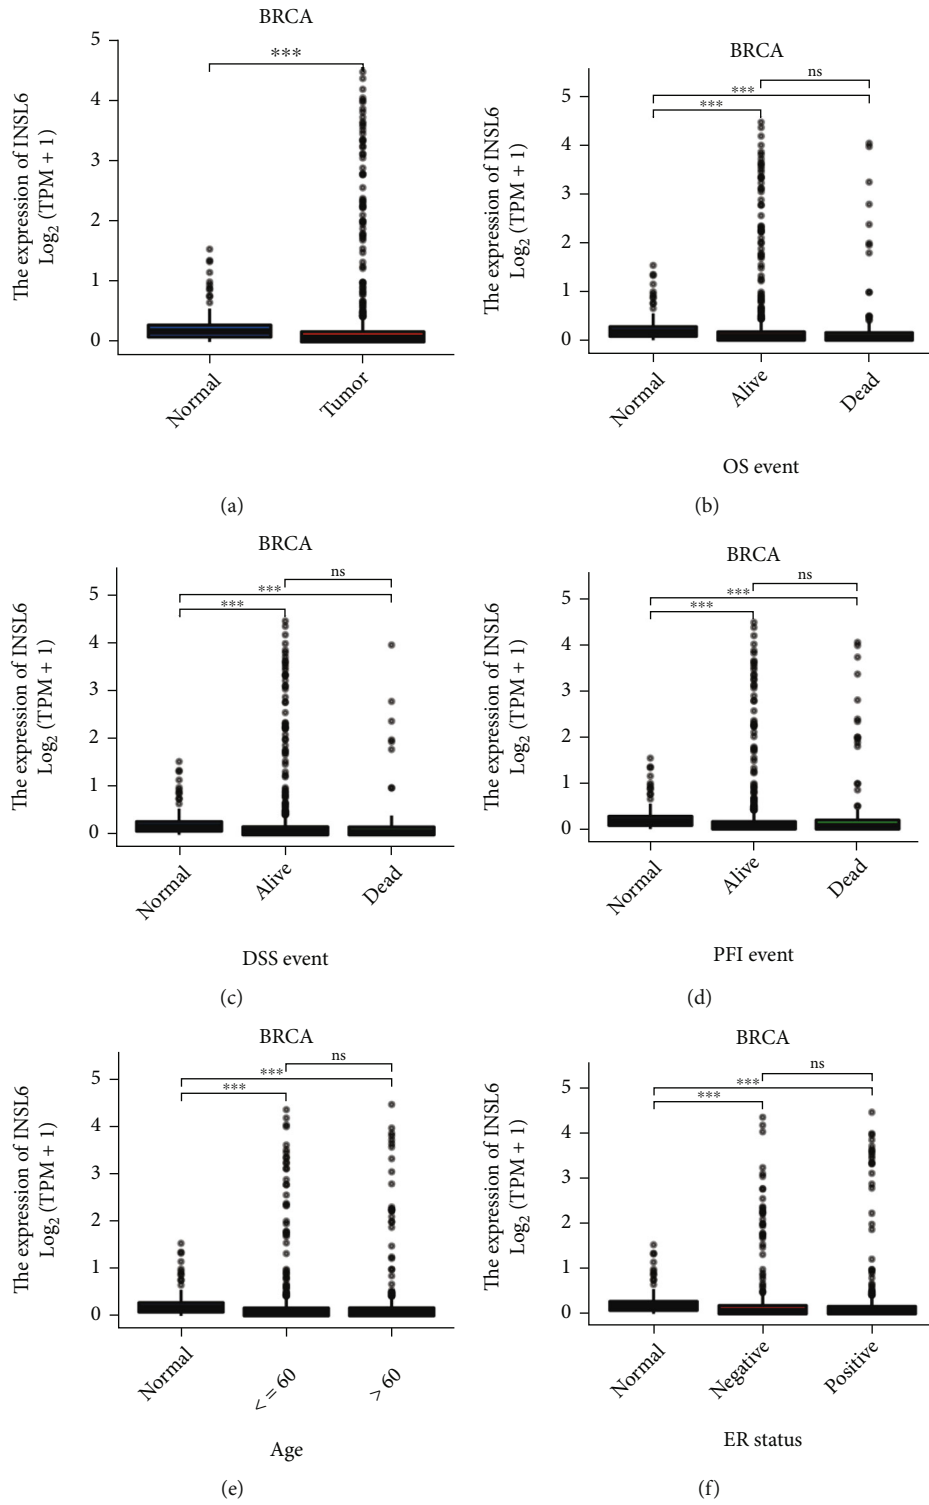 BRCA
***
5
4
3
2
1
0
The expression of INSL6
Log2 (TPM + 1)
Normal
Tumor
(a)
BRCA
ns
***
***
5
4
3
2
1
0
The expression of INSL6
Log2 (TPM + 1)
Normal
Alive
Dead
OS event
(b)
BRCA
ns
***
***
5
4
3
2
1
0
The expression of INSL6
Log2 (TPM + 1)
Normal
Alive
Dead
DSS event
(c)
BRCA
ns
***
***
5
4
3
2
1
0
The expression of INSL6
Log2 (TPM + 1)
Normal
Alive
Dead
PFI event
(d)
BRCA
ns
***
***
5
4
3
2
1
0
The expression of INSL6
Log2 (TPM + 1)
Normal
< = 60
> 60
Age
(e)
BRCA
ns
***
***
5
4
3
2
1
0
The expression of INSL6
Log2 (TPM + 1)
Normal
Negative
Positive
ER status
(f)